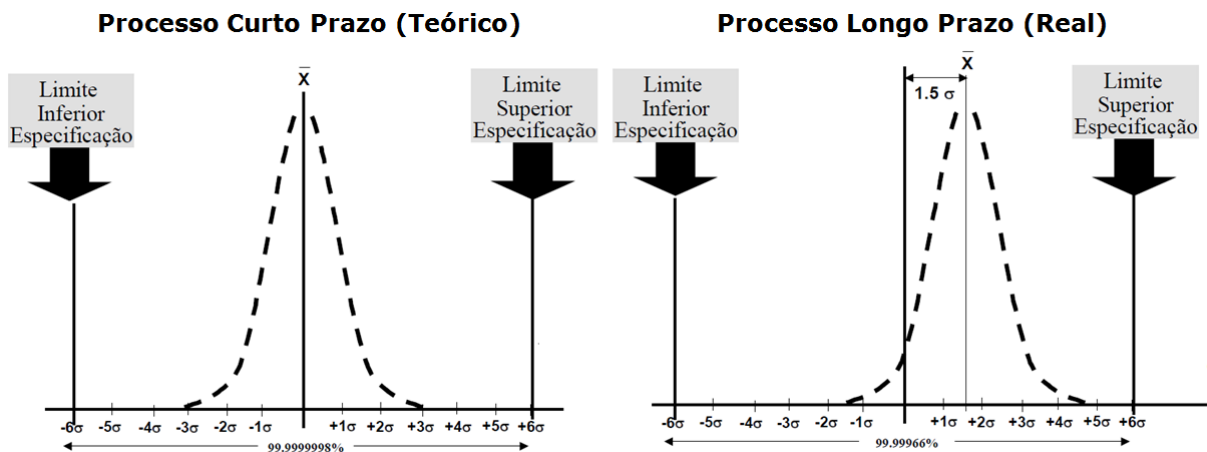 Processo Curto Prazo (Teórico)
X̅
Limite
Inferior
Especificação
Limite
Superior
Especificação
-6σ -5σ -4σ -3σ -2σ -1σ +1σ +2σ +3σ +4σ +5σ +6σ
99.9999998%
Processo Longo Prazo (Real)
X̅
1.5 σ
Limite
Inferior
Especificação
Limite
Superior
Especificação
-6σ -5σ -4σ -3σ -2σ -1σ +1σ +2σ +3σ +4σ +5σ +6σ
99.99966%